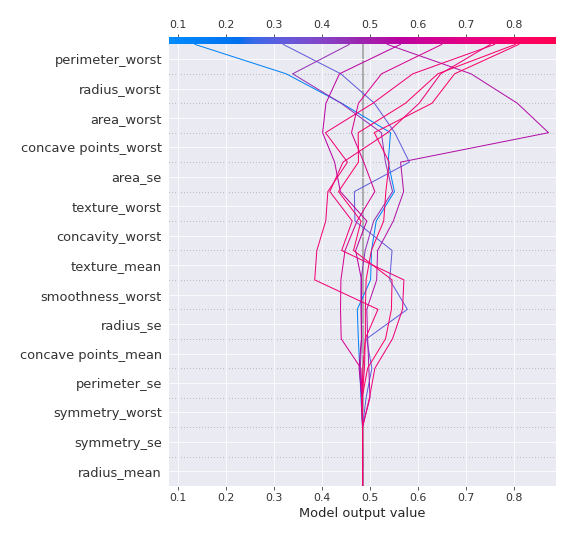 0.1 0.2 0.3 0.4 0.5 0.6 0.7 0.8
perimeter_worst
radius_worst
area_worst
concave points_worst
area_se
texture_worst
concavity_worst
texture_mean
smoothness_worst
radius_se
concave points_mean
perimeter_se
symmetry_worst
symmetry_se
radius_mean
0.1 0.2 0.3 0.4 0.5 0.6 0.7 0.8
Model output value